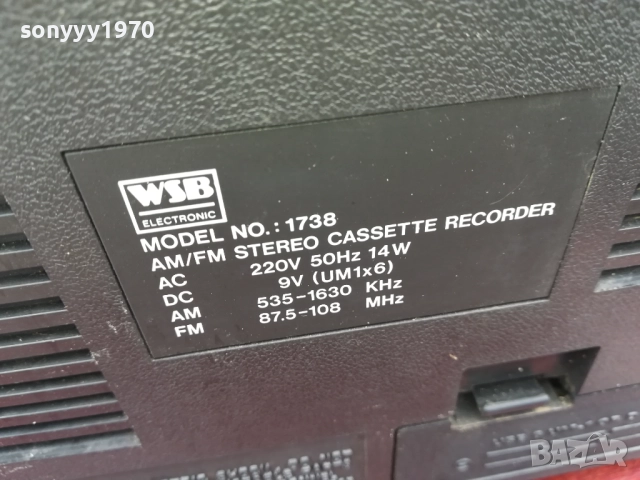 sonyyy1970
WSB
ELECTRONIC
MODEL NO.: 1738
AM/FM STEREO CASSETTE RECORDER
AC 220V 50Hz 14W
DC 9V (UM1x6)
AM 535-1630 KHz
FM 87.5-108 MHz
BAZAR